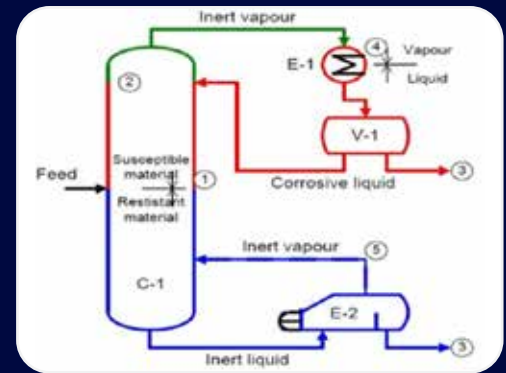 Inert vapour
E-1
4
Vapour
Liquid
2
V-1
Susceptible
material
1
3
Feed
Corrosive liquid
Restistant
material
Inert vapour
5
C-1
E-2
3
Inert liquid